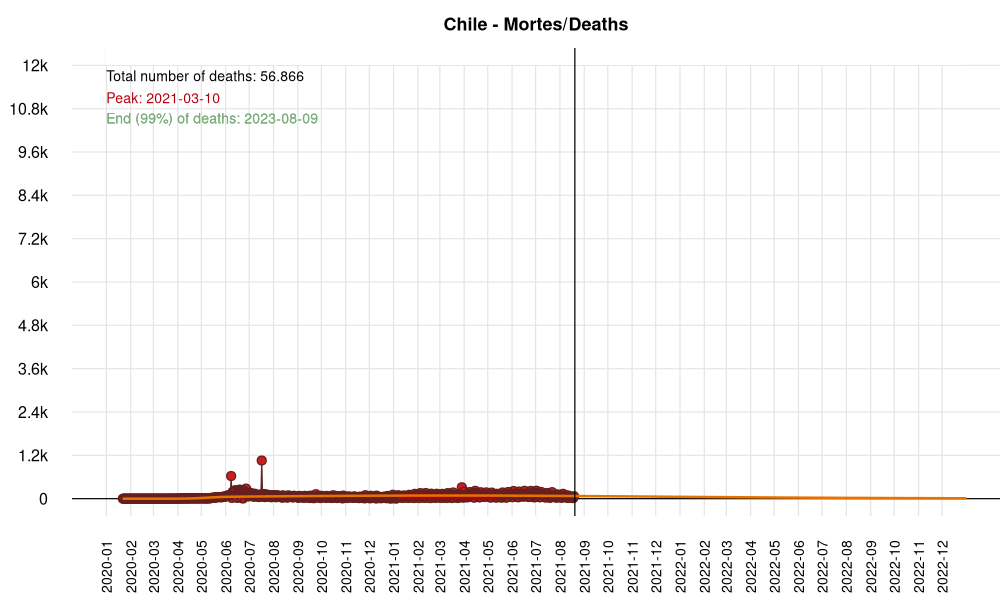 Chile - Mortes/Deaths
Total number of deaths: 56.866
Peak: 2021-03-10
End (99%) of deaths: 2023-08-09
12k
10.8k
9.6k
8.4k
7.2k
6k
4.8k
3.6k
2.4k
1.2k
0
2020-01
2020-02
2020-03
2020-04
2020-05
2020-06
2020-07
2020-08
2020-09
2020-10
2020-11
2020-12
2021-01
2021-02
2021-03
2021-04
2021-05
2021-06
2021-07
2021-08
2021-09
2021-10
2021-11
2021-12
2022-01
2022-02
2022-03
2022-04
2022-05
2022-06
2022-07
2022-08
2022-09
2022-10
2022-11
2022-12